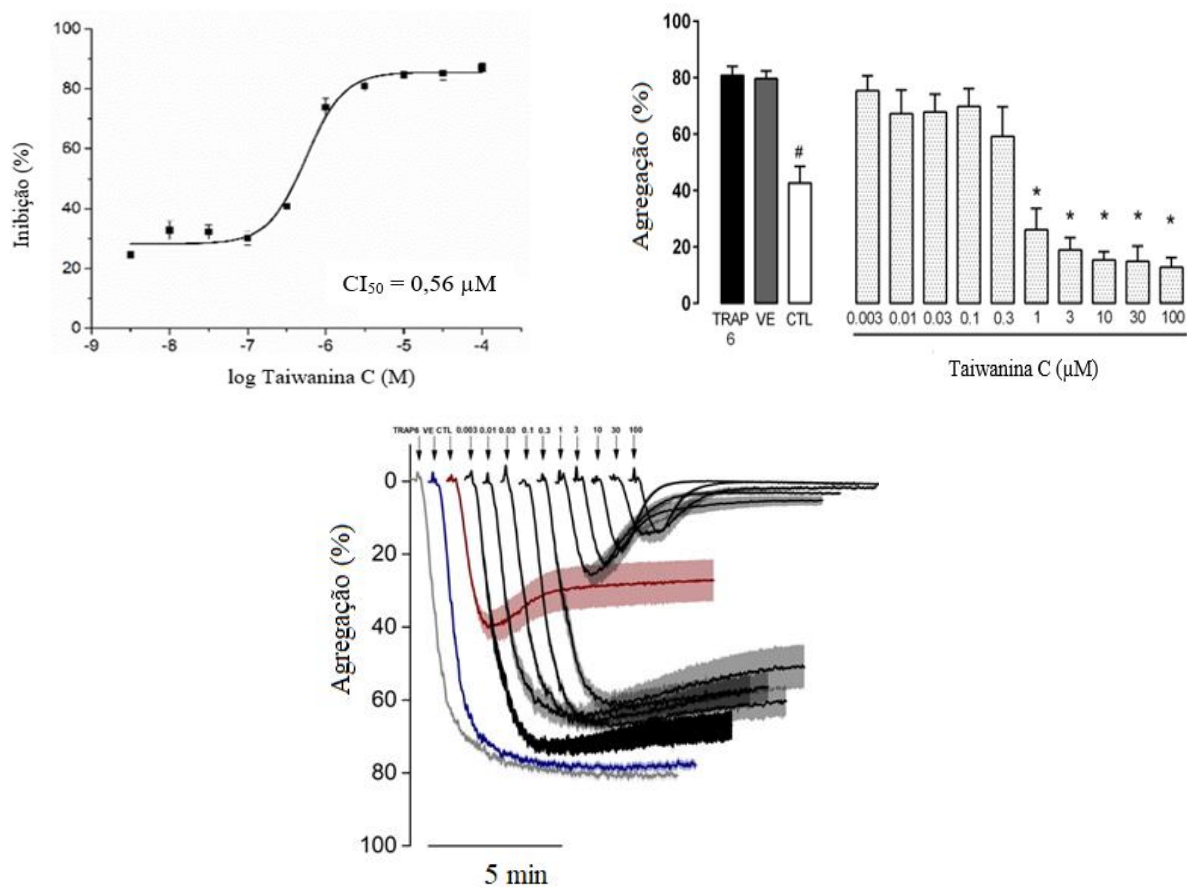 100
80
60
40
20
0
Inibição (%)
CI₅₀ = 0,56 µM
-9 -8 -7 -6 -5 -4
log Taiwanina C (M)
100
80
60
40
20
0
Agregação (%)
#
* * * * *
TRAP 6 VE CTL
0.003 0.01 0.03 0.1 0.3 1 3 10 30 100
Taiwanina C (µM)
TRAP6 VE CTL 0.003 0.01 0.03 0.1 0.3 1 3 10 30 100
0
20
40
60
80
100
Agregação (%)
5 min